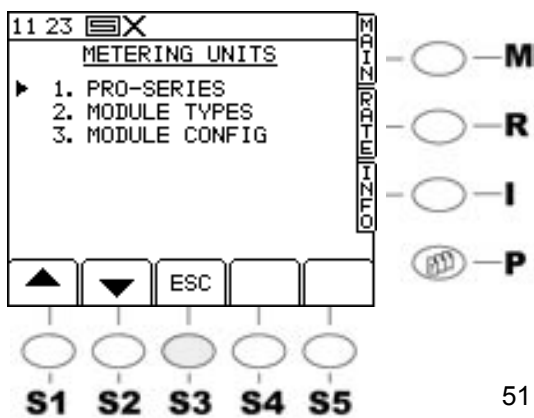 11 23
METERING UNITS
1. PRO-SERIES
2. MODULE TYPES
3. MODULE CONFIG
MAIN
RATE
INFO
M
R
I
P
ESC
S1 S2 S3 S4 S5
51